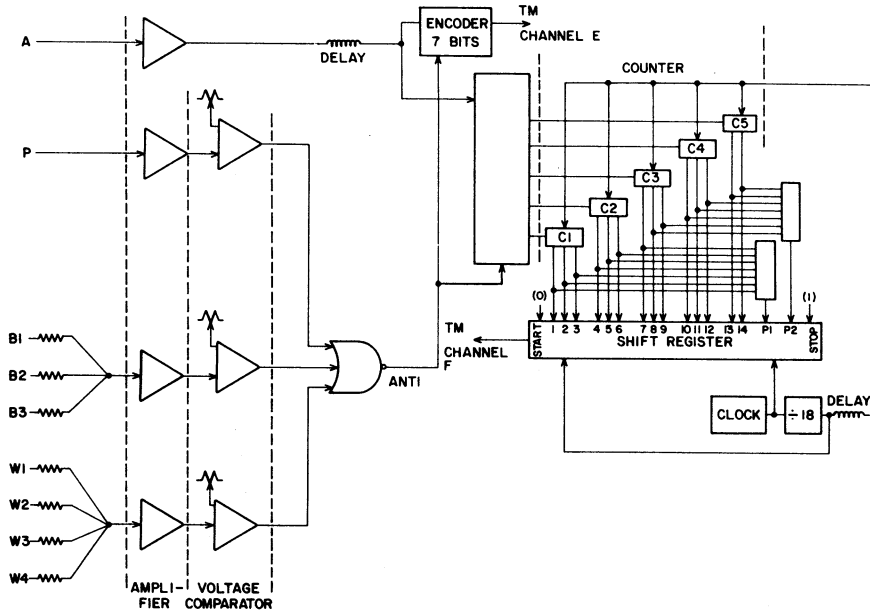 A
DELAY
ENCODER
7 BITS
TM
CHANNEL E
COUNTER
P
C5
C4
C3
C2
C1
(0)
(1)
START
1
2
3
4
5
6
7
8
9
10
11
12
13
14
P1
P2
STOP
SHIFT REGISTER
TM
CHANNEL
F
B1
B2
B3
ANTI
CLOCK
÷18
DELAY
W1
W2
W3
W4
AMPLI-
FIER
VOLTAGE
COMPARATOR